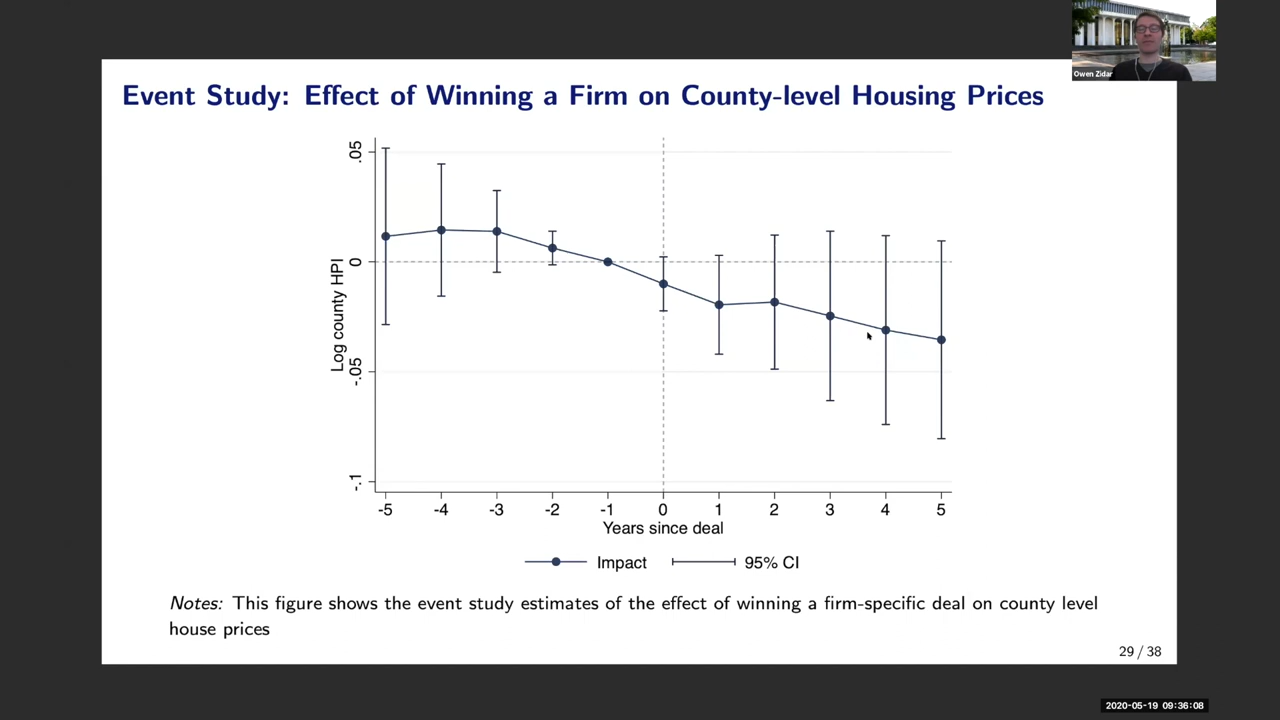 Owen Zidar
Event Study: Effect of Winning a Firm on County-level Housing Prices
.05
0
-.05
-.1
Log county HPI
-5 -4 -3 -2 -1 0 1 2 3 4 5
Years since deal
Impact 95% CI
Notes: This figure shows the event study estimates of the effect of winning a firm-specific deal on county level
house prices
29 / 38
2020-05-19 09:36:08